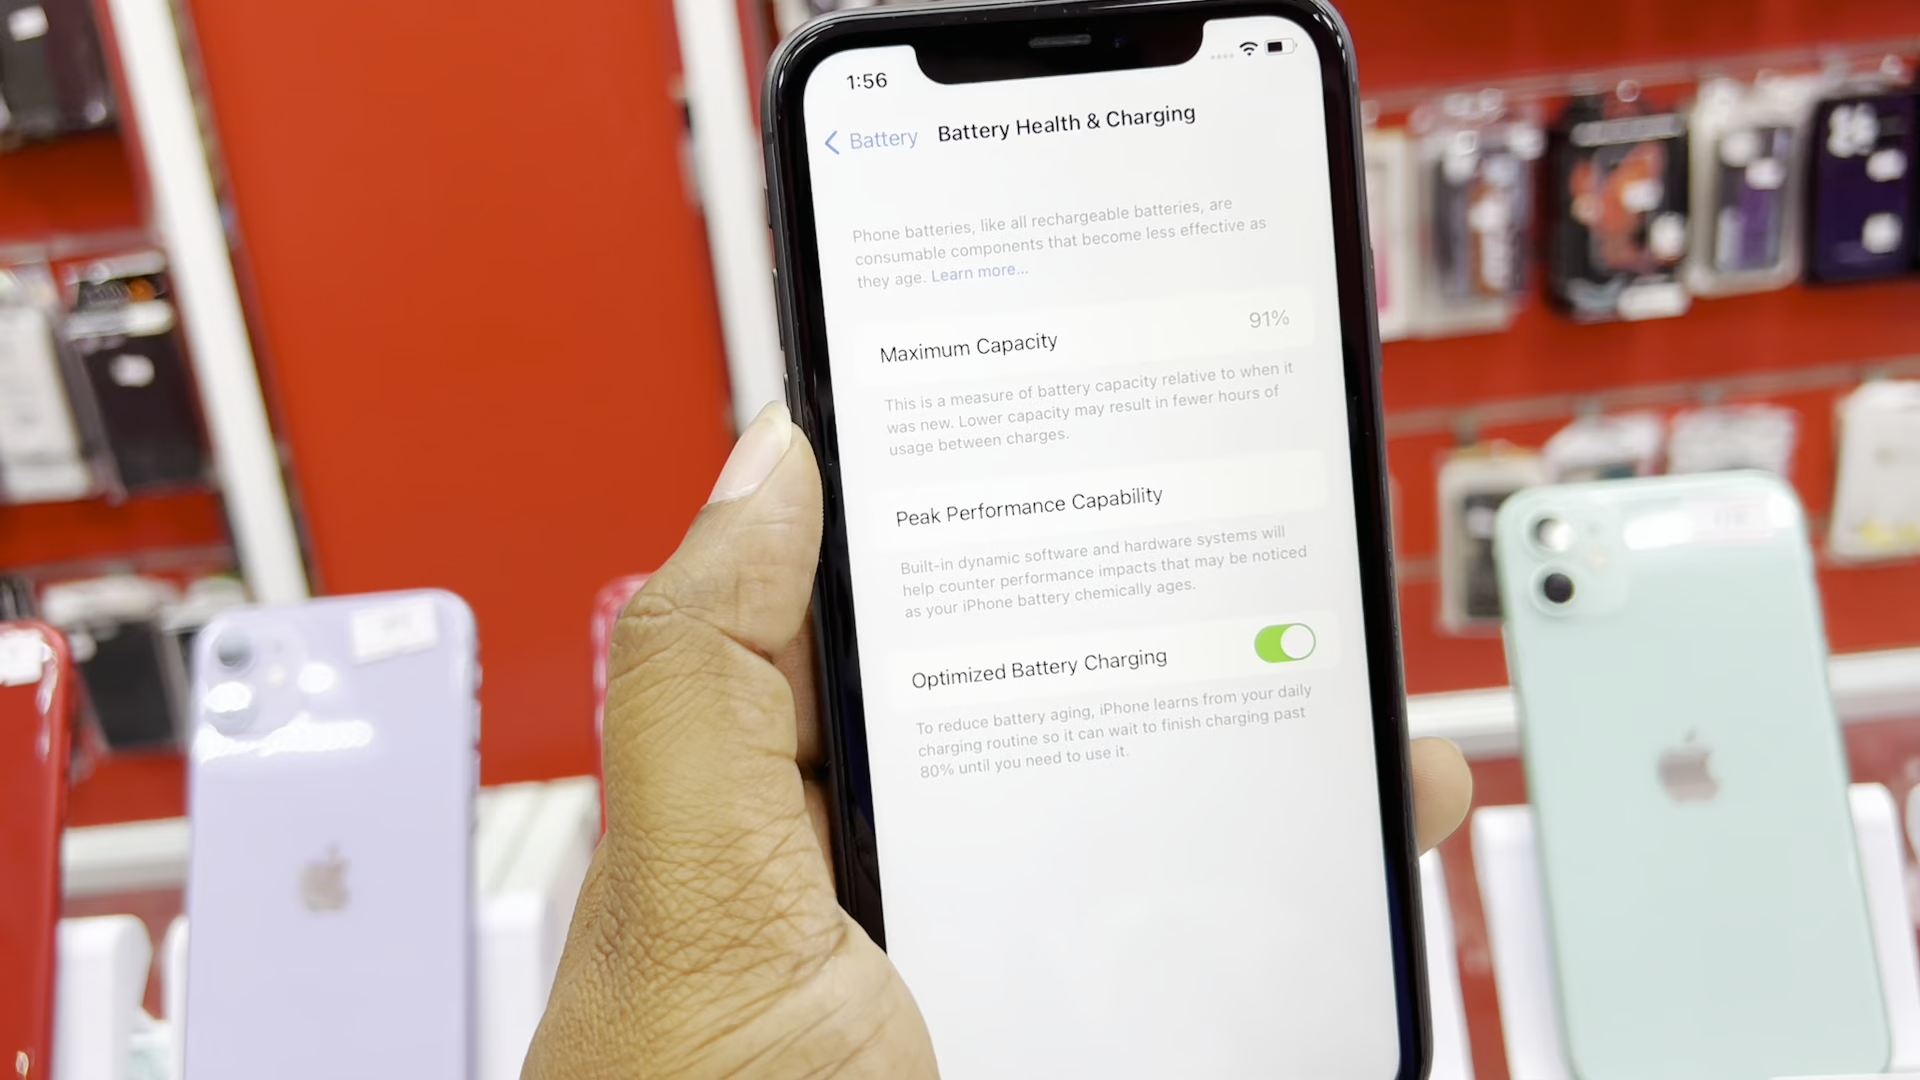 1:56
Battery
Battery Health & Charging
Phone batteries, like all rechargeable batteries, are
consumable components that become less effective as
they age. Learn more...
Maximum Capacity
91%
This is a measure of battery capacity relative to when it
was new. Lower capacity may result in fewer hours of
usage between charges.
Peak Performance Capability
Built-in dynamic software and hardware systems will
help counter performance impacts that may be noticed
as your iPhone battery chemically ages.
Optimized Battery Charging
To reduce battery aging, iPhone learns from your daily
charging routine so it can wait to finish charging past
80% until you need to use it.